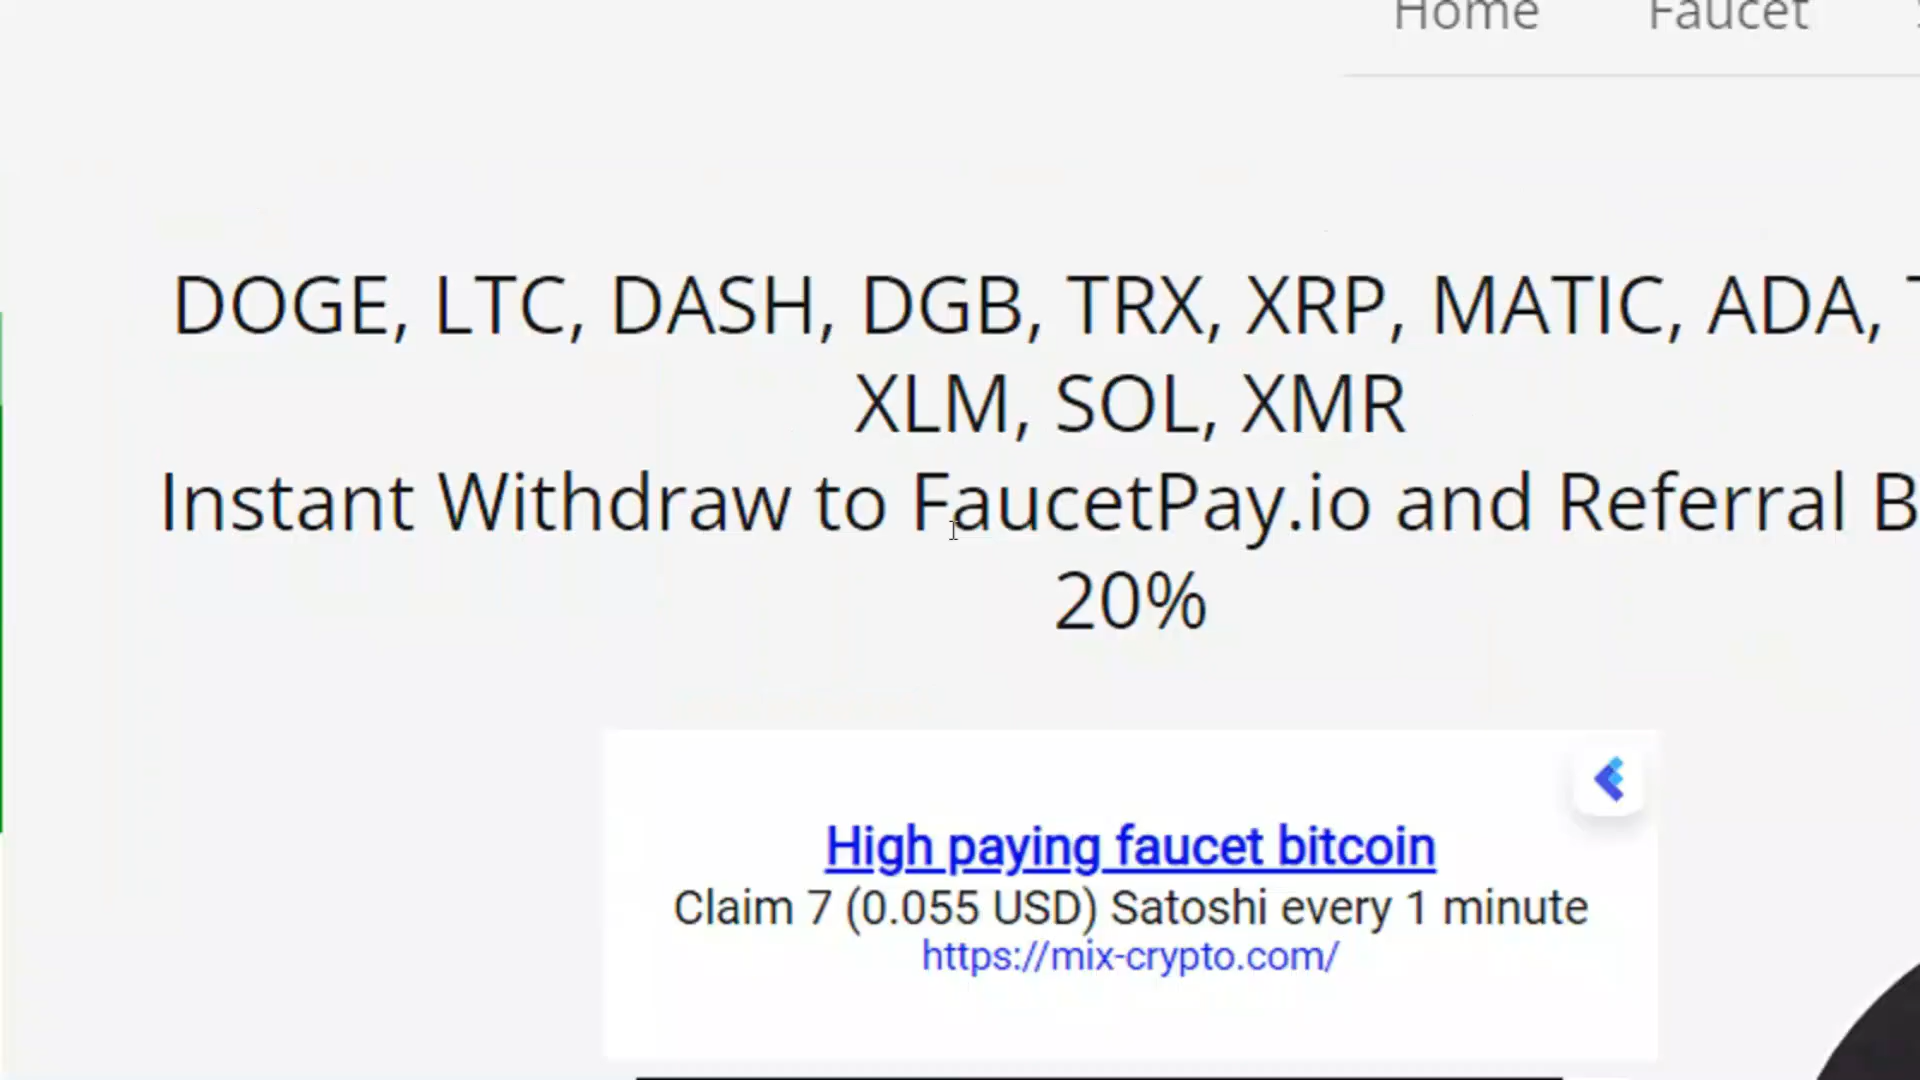 Home Faucet
DOGE, LTC, DASH, DGB, TRX, XRP, MATIC, ADA,
XLM, SOL, XMR
Instant Withdraw to FaucetPay.io and Referral B
20%
High paying faucet bitcoin
Claim 7 (0.055 USD) Satoshi every 1 minute
https://mix-crypto.com/